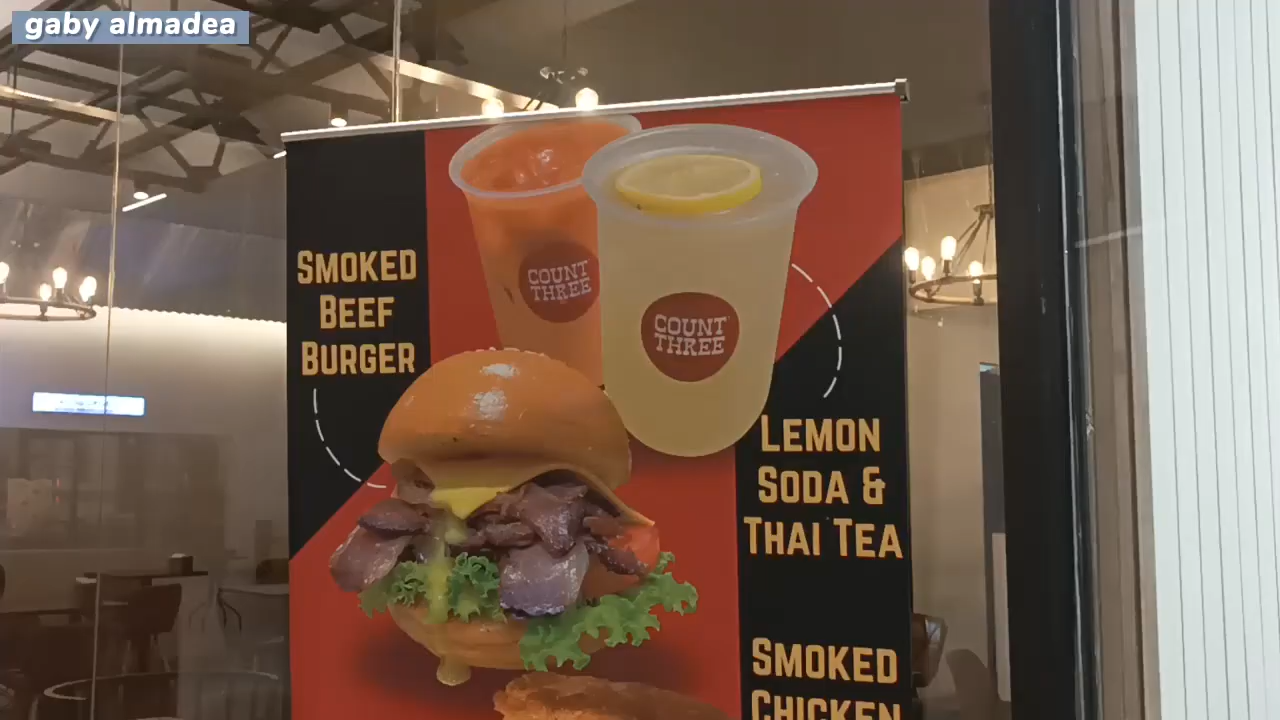 gaby almadea
SMOKED
BEEF
BURGER
COUNT
THREE
COUNT
THREE
LEMON
SODA &
THAI TEA
SMOKED
CHICKEN